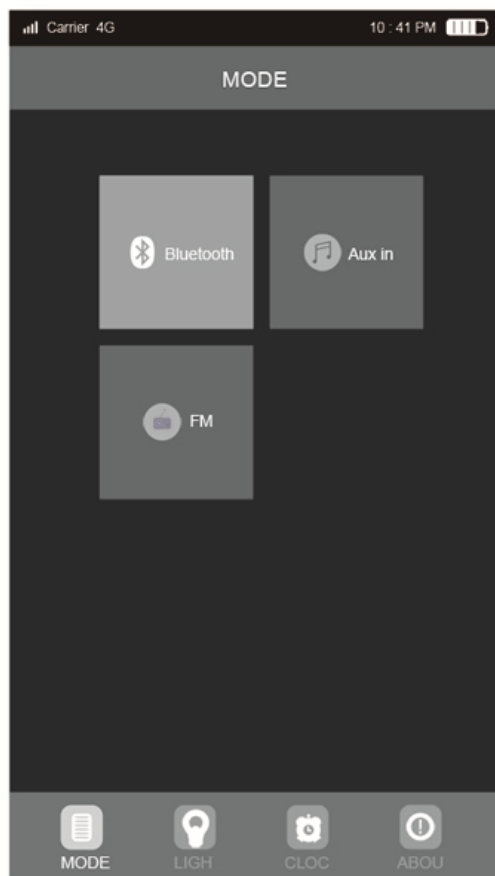 Carrier 4G 10 : 41 PM
MODE
Bluetooth Aux in
FM
MODE LIGH CLOC ABOU